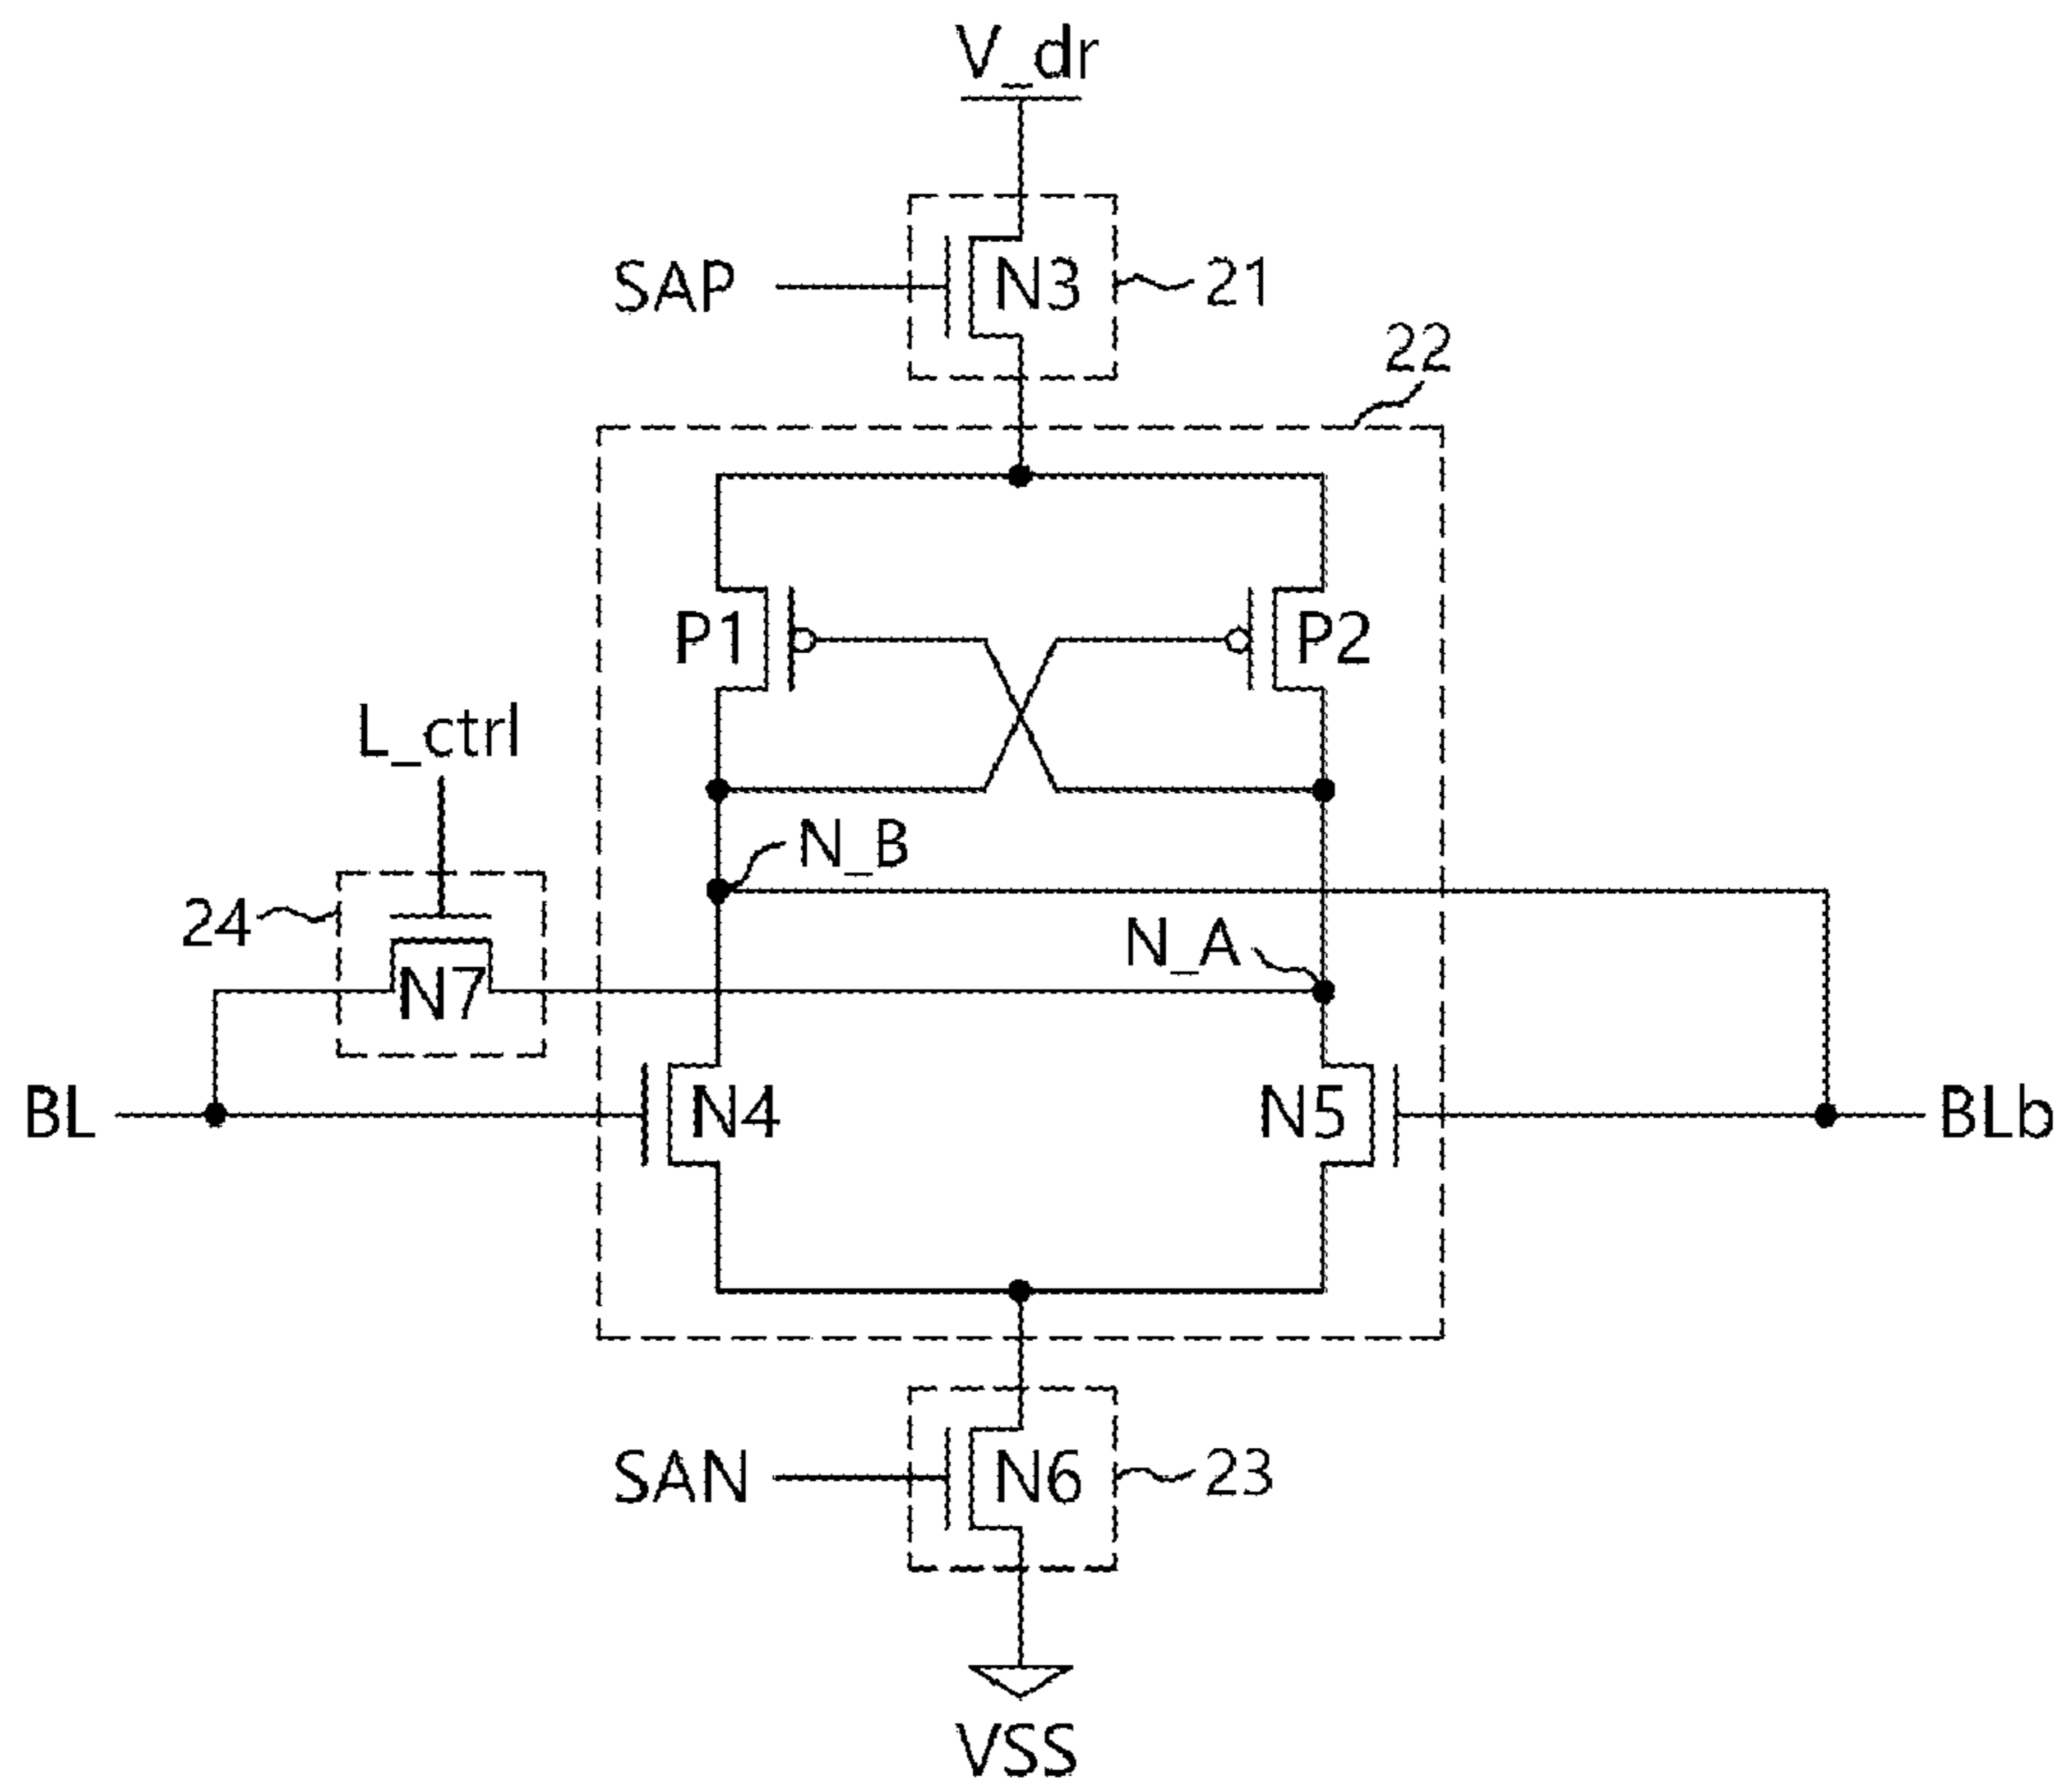 V_dr
SAP
N3
21
22
P1
P2
L_ctrl
N_B
24
N7
N_A
BL
N4
N5
BLb
SAN
N6
23
VSS